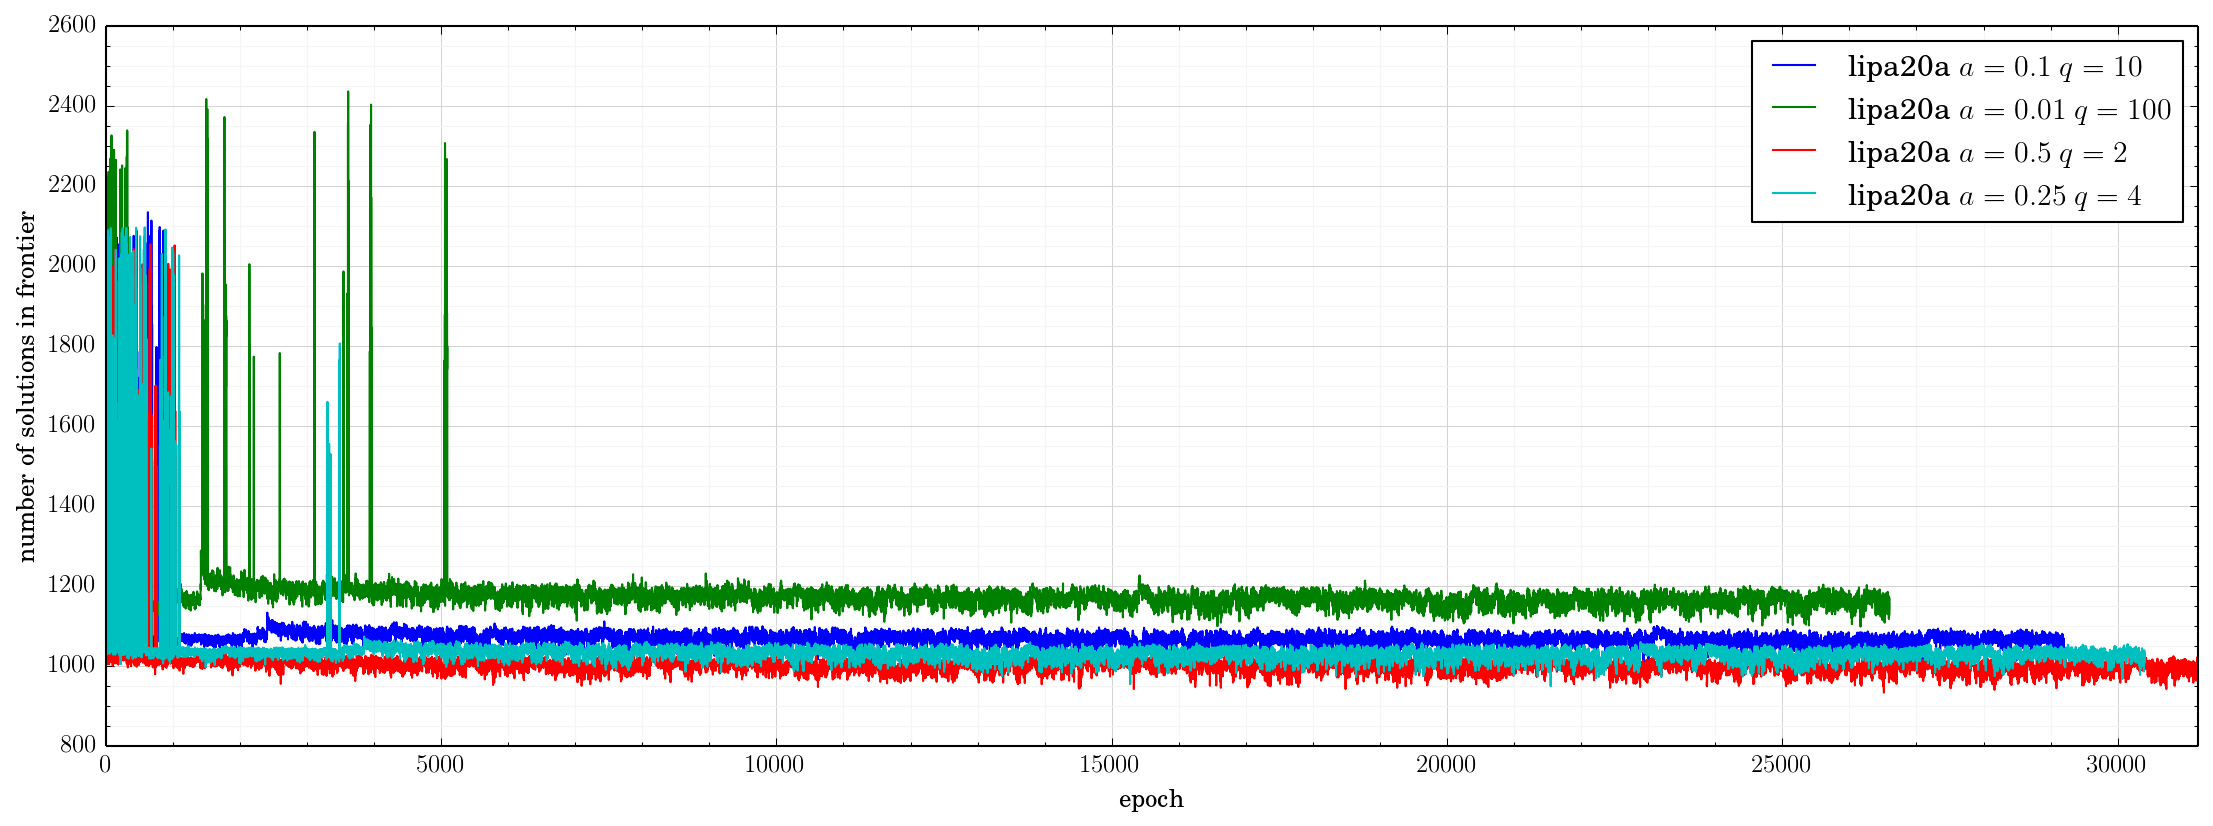 2600
2400
2200
2000
1800
1600
1400
1200
1000
800
number of solutions in frontier
0
5000
10000
15000
20000
25000
30000
epoch
lipa20a a = 0.1 q = 10
lipa20a a = 0.01 q = 100
lipa20a a = 0.5 q = 2
lipa20a a = 0.25 q = 4